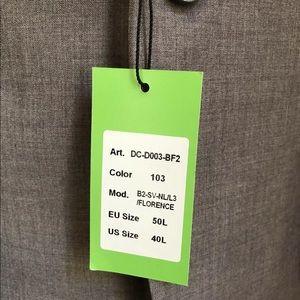 Art. DC-D003-BF2
Color 103
Mod. B2-SV-NL/L3
/FLORENCE
EU Size 50L
US Size 40L